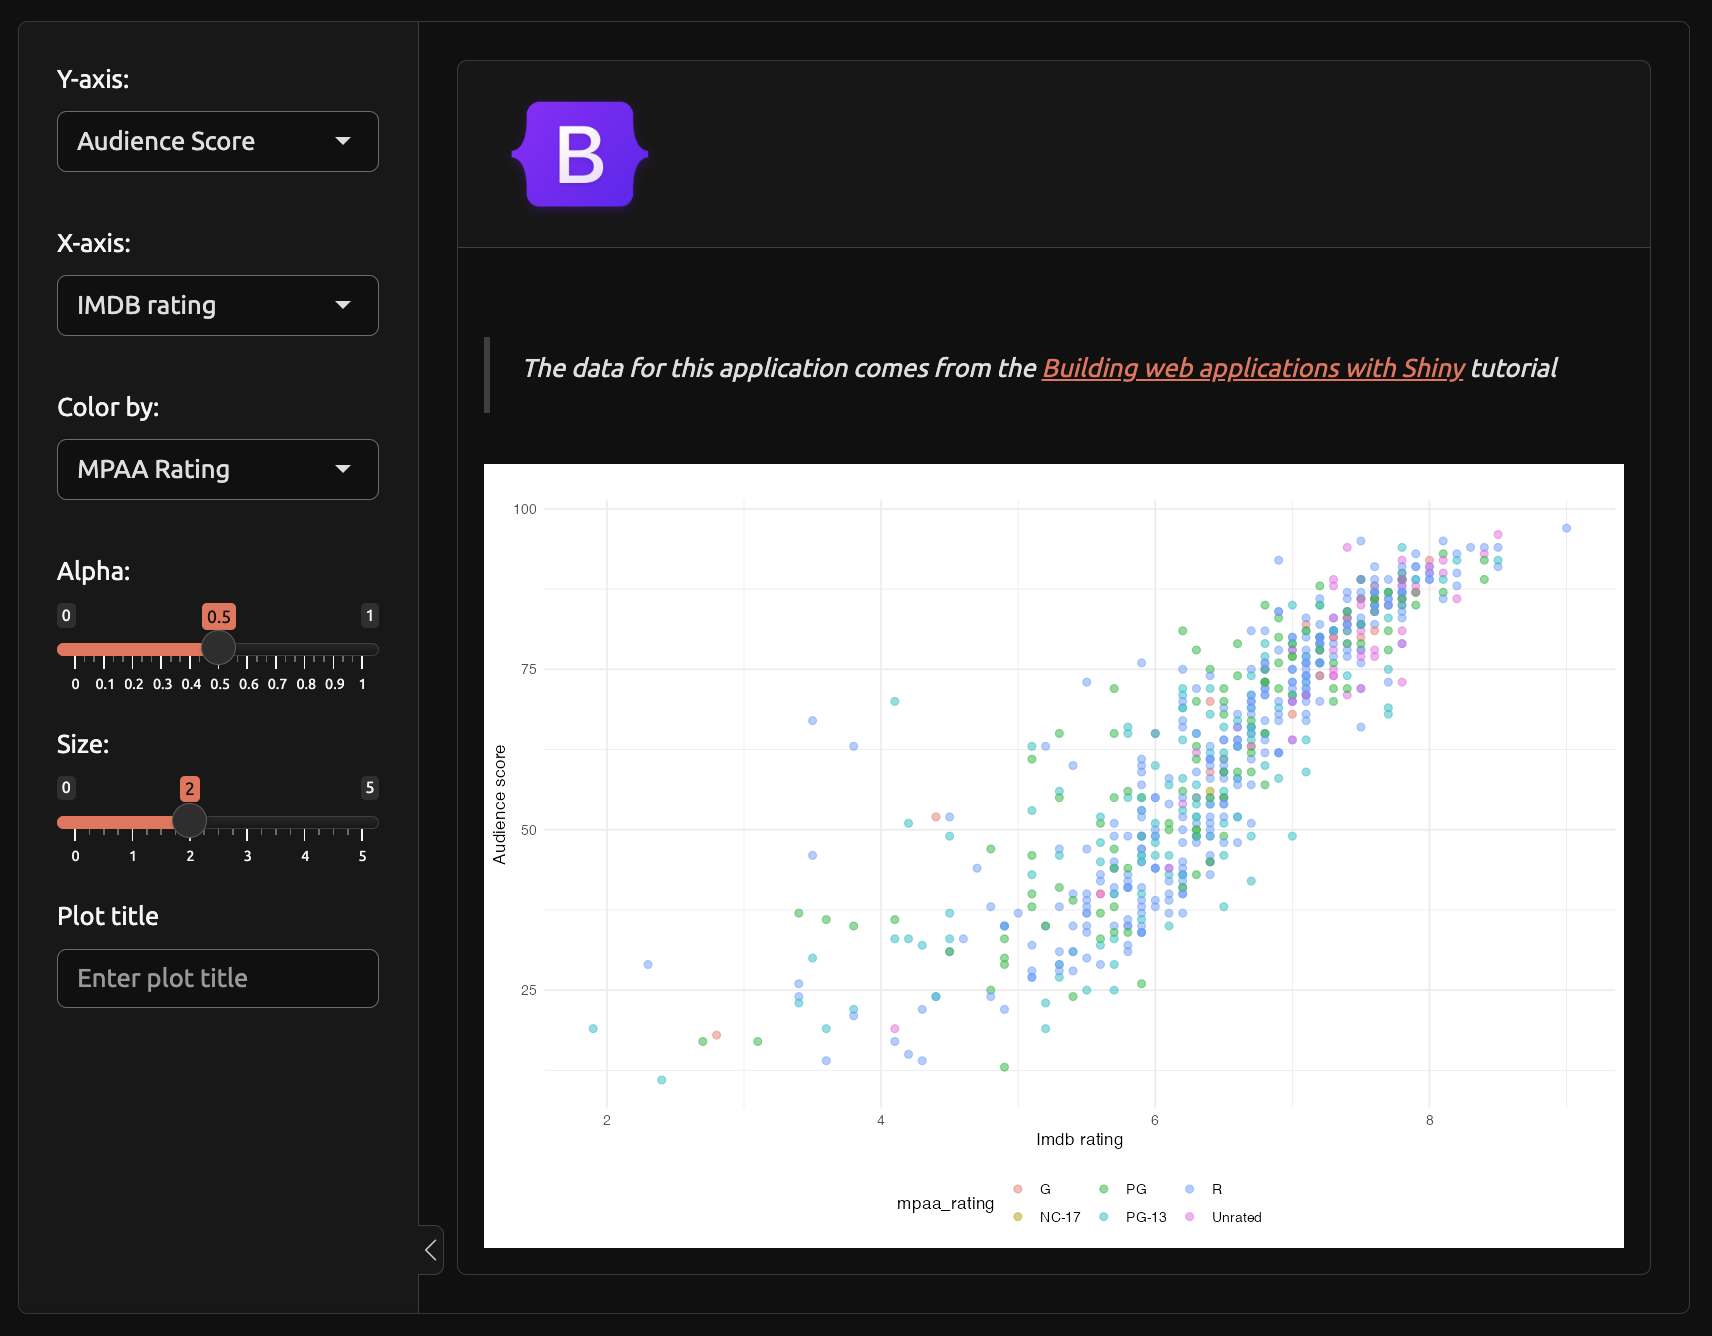 Y-axis:
Audience Score
X-axis:
IMDB rating
Color by:
MPAA Rating
Alpha:
0 0.5 1
0 0.1 0.2 0.3 0.4 0.5 0.6 0.7 0.8 0.9 1
Size:
0 2 5
0 1 2 3 4 5
Plot title
Enter plot title
B
The data for this application comes from the Building web applications with Shiny tutorial
100
75
50
25
Audience score
2 4 6 8
Imdb rating
mpaa_rating
G PG R
NC-17 PG-13 Unrated